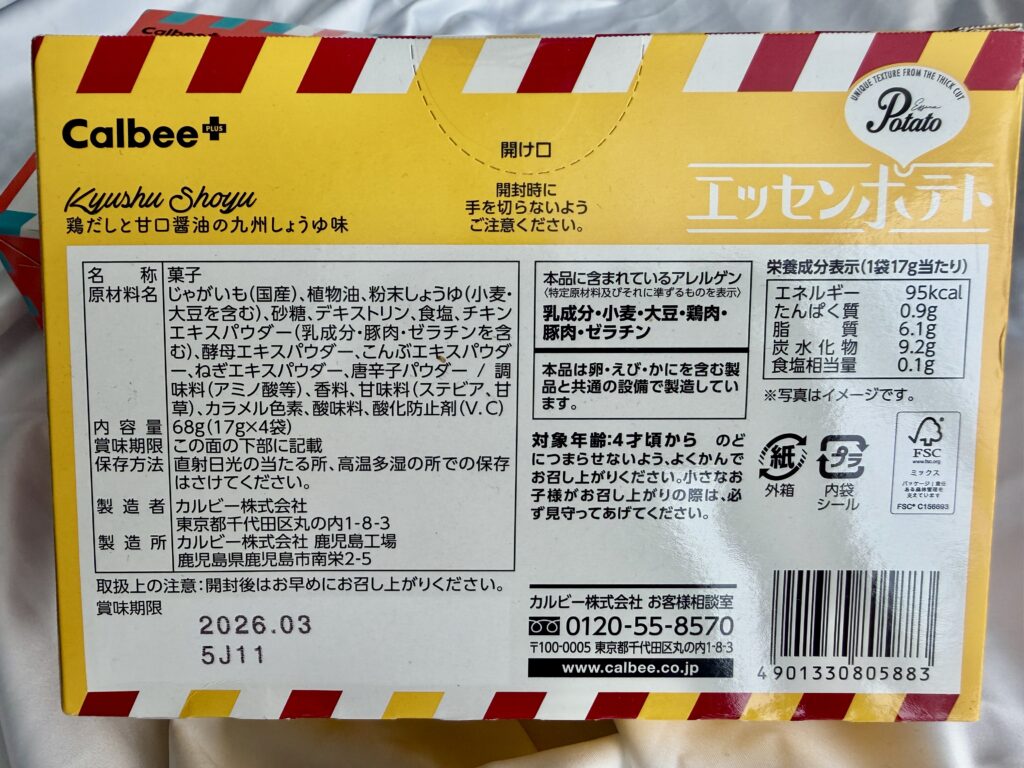 Calbee
Calbee PLUS
Kyushu Shoyu
鶏だしと甘口醤油の九州しょうゆ味
開け口
開封時に
手を切らないよう
ご注意ください。
UNIQUE TEXTURE FROM THE THICK CUT
Essence
Potato
エッセンポテト
名称 菓子
原材料名 じゃがいも(国産)、植物油、粉末しょうゆ(小麦・
大豆を含む)、砂糖、デキストリン、食塩、チキン
エキスパウダー(乳成分・豚肉・ゼラチンを含
む)、酵母エキスパウダー、こんぶエキスパウダ
ー、ねぎエキスパウダー、唐辛子パウダー / 調
味料(アミノ酸等)、香料、甘味料(ステビア、甘
草)、カラメル色素、酸味料、酸化防止剤(V.C)
内容量 68g(17g×4袋)
賞味期限 この面の下部に記載
保存方法 直射日光の当たる所、高温多湿の所での保存
はさけてください。
製造者 カルビー株式会社
東京都千代田区丸の内1-8-3
製造所 カルビー株式会社 鹿児島工場
鹿児島県鹿児島市南栄2-5
取扱上の注意:開封後はお早めにお召し上がりください。
賞味期限
2026.03
5J11
本品に含まれているアレルゲン
〈特定原材料及びそれに準ずるものを表示〉
乳成分・小麦・大豆・鶏肉・
豚肉・ゼラチン
本品は卵・えび・かにを含む製
品と共通の設備で製造してい
ます。
対象年齢:4才頃から のど
につまらせないよう、よくかんで
お召し上がりください。小さなお
子様がお召し上がりの際は、必
ず見守ってあげてください。
カルビー株式会社 お客様相談室
0120-55-8570
〒100-0005 東京都千代田区丸の内1-8-3
www.calbee.co.jp
栄養成分表示(1袋17g当たり)
エネルギー 95kcal
たんぱく質 0.9g
脂質 6.1g
炭水化物 9.2g
食塩相当量 0.1g
※写真はイメージです。
紙
外箱
プラ
内袋
シール
FSC
www.fsc.org
ミックス
パッケージ|責任
ある森林管理を
支えています
FSC® C156893
4901330805883